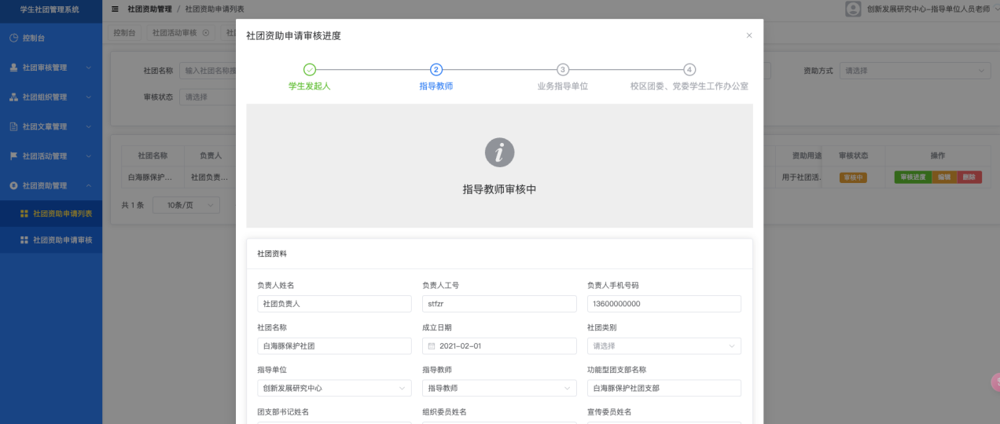 学生社团管理系统
社团资助管理 / 社团资助申请列表
创新发展研究中心-指导单位人员老师
控制台
社团审核管理
社团组织管理
社团文章管理
社团活动管理
社团资助管理
社团资助申请列表
社团资助申请审核
控制台 社团活动审核
社团名称 输入社团名称
资助方式 请选择
审核状态 请选择
社团名称 负责人 资助用途 审核状态 操作
白海豚保护... 社团负责... 用于社团活. 审核中 审核进度 编辑 删除
共 1 条 10条/页
社团资助申请审核进度
2 3 4
学生发起人 指导教师 业务指导单位 校区团委、党委学生工作办公室
指导教师审核中
社团资料
负责人姓名 负责人工号 负责人手机号码
社团负责人 stfzr 13600000000
社团名称 成立日期 社团类别
白海豚保护社团 2021-02-01 请选择
指导单位 指导教师 功能型团支部名称
创新发展研究中心 指导教师 白海豚保护社团支部
团支部书记姓名 组织委员姓名 宣传委员姓名